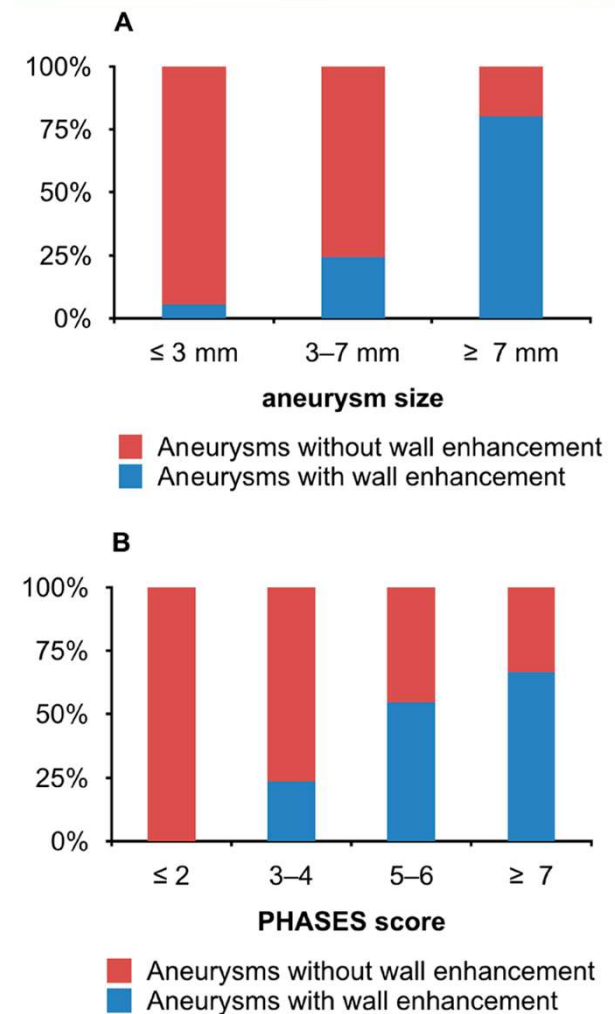 A
100%
75%
50%
25%
0%
≤ 3 mm 3–7 mm ≥ 7 mm
aneurysm size
Aneurysms without wall enhancement
Aneurysms with wall enhancement
B
100%
75%
50%
25%
0%
≤ 2 3–4 5–6 ≥ 7
PHASES score
Aneurysms without wall enhancement
Aneurysms with wall enhancement